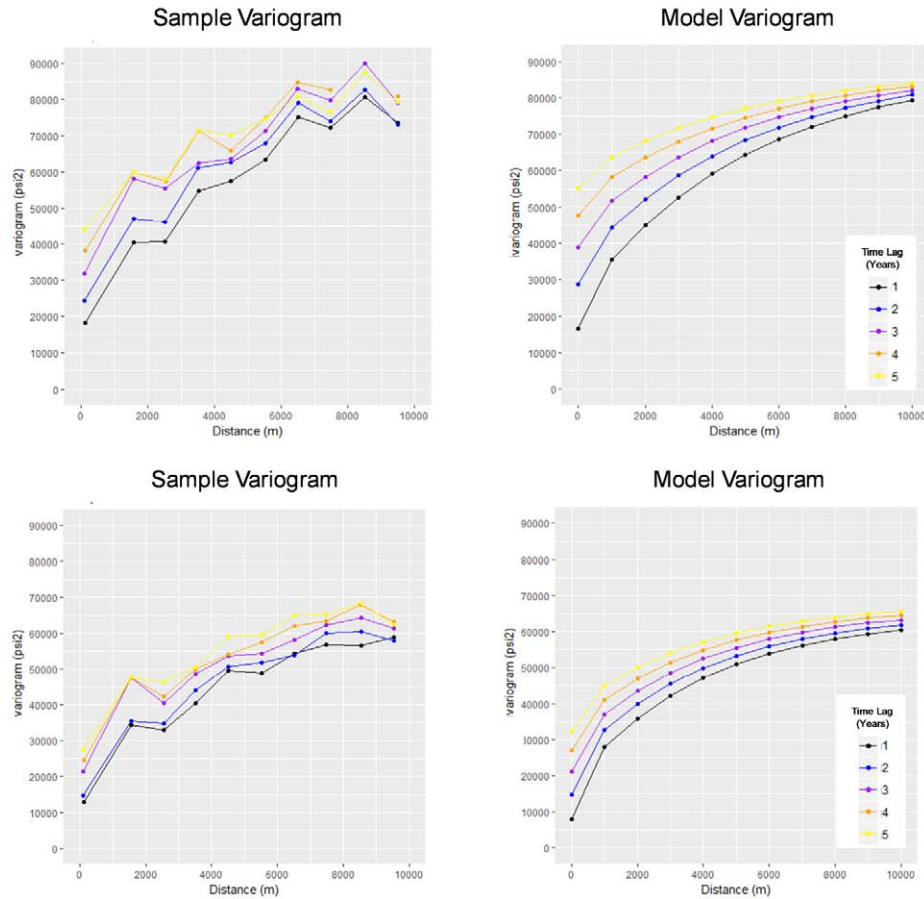 Sample Variogram
variogram (psi2)
90000
80000
70000
60000
50000
40000
30000
20000
10000
0
0 2000 4000 6000 8000 10000
Distance (m)
Model Variogram
ivariogram (psi2)
90000
80000
70000
60000
50000
40000
30000
20000
10000
0
0 2000 4000 6000 8000 10000
Distance (m)
Time Lag
(Years)
1
2
3
4
5
Sample Variogram
variogram (psi2)
90000
80000
70000
60000
50000
40000
30000
20000
10000
0
0 2000 4000 6000 8000 10000
Distance (m)
Model Variogram
variogram (psi2)
90000
80000
70000
60000
50000
40000
30000
20000
10000
0
0 2000 4000 6000 8000 10000
Distance (m)
Time Lag
(Years)
1
2
3
4
5